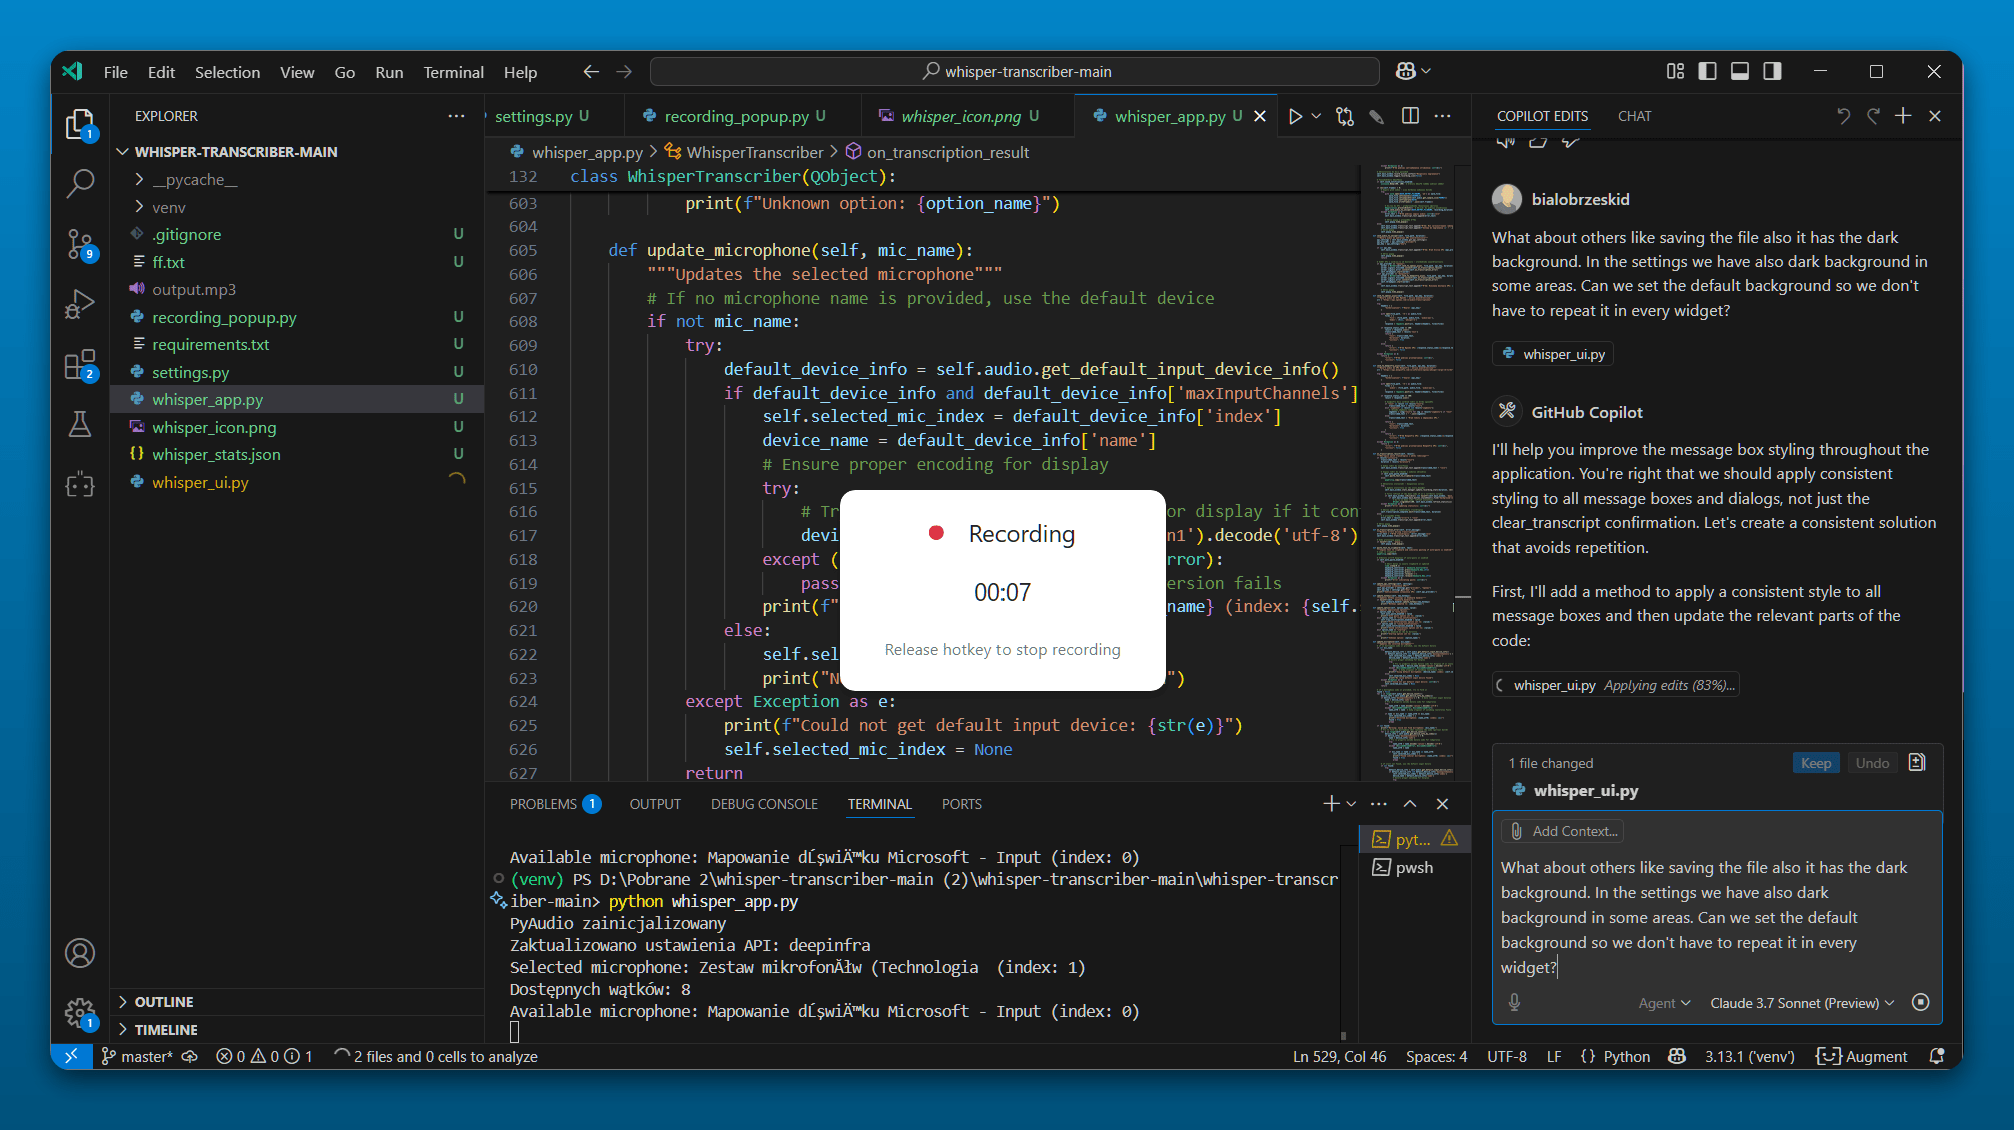 File Edit Selection View Go Run Terminal Help
whisper-transcriber-main
EXPLORER
WHISPER-TRANSCRIBER-MAIN
__pycache__
venv
.gitignore U
ff.txt U
output.mp3
recording_popup.py U
requirements.txt U
settings.py U
whisper_app.py U
whisper_icon.png U
whisper_stats.json U
whisper_ui.py
OUTLINE
TIMELINE
1
9
2
1
settings.py U
recording_popup.py U
whisper_icon.png U
whisper_app.py U
whisper_app.py > WhisperTranscriber > on_transcription_result
132 class WhisperTranscriber(QObject):
603 print(f"Unknown option: {option_name}")
604
605 def update_microphone(self, mic_name):
606 """Updates the selected microphone"""
607 # If no microphone name is provided, use the default device
608 if not mic_name:
609 try:
610 default_device_info = self.audio.get_default_input_device_info()
611 if default_device_info and default_device_info['maxInputChannels']
612 self.selected_mic_index = default_device_info['index']
613 device_name = default_device_info['name']
614 # Ensure proper encoding for display
615 try:
616 # Tr or display if it con
617 devi n1').decode('utf-8')
618 except ( rror):
619 pass ersion fails
620 print(f" name} (index: {self.
621 else:
622 self.sel
623 print("N ")
624 except Exception as e:
625 print(f"Could not get default input device: {str(e)}")
626 self.selected_mic_index = None
627 return
Recording
00:07
Release hotkey to stop recording
PROBLEMS 1 OUTPUT DEBUG CONSOLE TERMINAL PORTS
Available microphone: Mapowanie dĹşwiÄ™ku Microsoft - Input (index: 0)
(venv) PS D:\Pobrane 2\whisper-transcriber-main (2)\whisper-transcriber-main\whisper-transcr
iber-main> python whisper_app.py
PyAudio zainicjalizowany
Zaktualizowano ustawienia API: deepinfra
Selected microphone: Zestaw mikrofonĂłw (Technologia (index: 1)
Dostępnych wątków: 8
Available microphone: Mapowanie dĹşwiÄ™ku Microsoft - Input (index: 0)
pyt...
pwsh
COPILOT EDITS CHAT
bialobrzeskid
What about others like saving the file also it has the dark
background. In the settings we have also dark background in
some areas. Can we set the default background so we don't
have to repeat it in every widget?
whisper_ui.py
GitHub Copilot
I'll help you improve the message box styling throughout the
application. You're right that we should apply consistent
styling to all message boxes and dialogs, not just the
clear_transcript confirmation. Let's create a consistent solution
that avoids repetition.
First, I'll add a method to apply a consistent style to all
message boxes and then update the relevant parts of the
code:
whisper_ui.py Applying edits (83%)...
1 file changed Keep Undo
whisper_ui.py
Add Context...
What about others like saving the file also it has the dark
background. In the settings we have also dark
background in some areas. Can we set the default
background so we don't have to repeat it in every
widget?
Agent Claude 3.7 Sonnet (Preview)
master* 0 0 1 2 files and 0 cells to analyze
Ln 529, Col 46 Spaces: 4 UTF-8 LF {} Python 3.13.1 ('venv') Augment